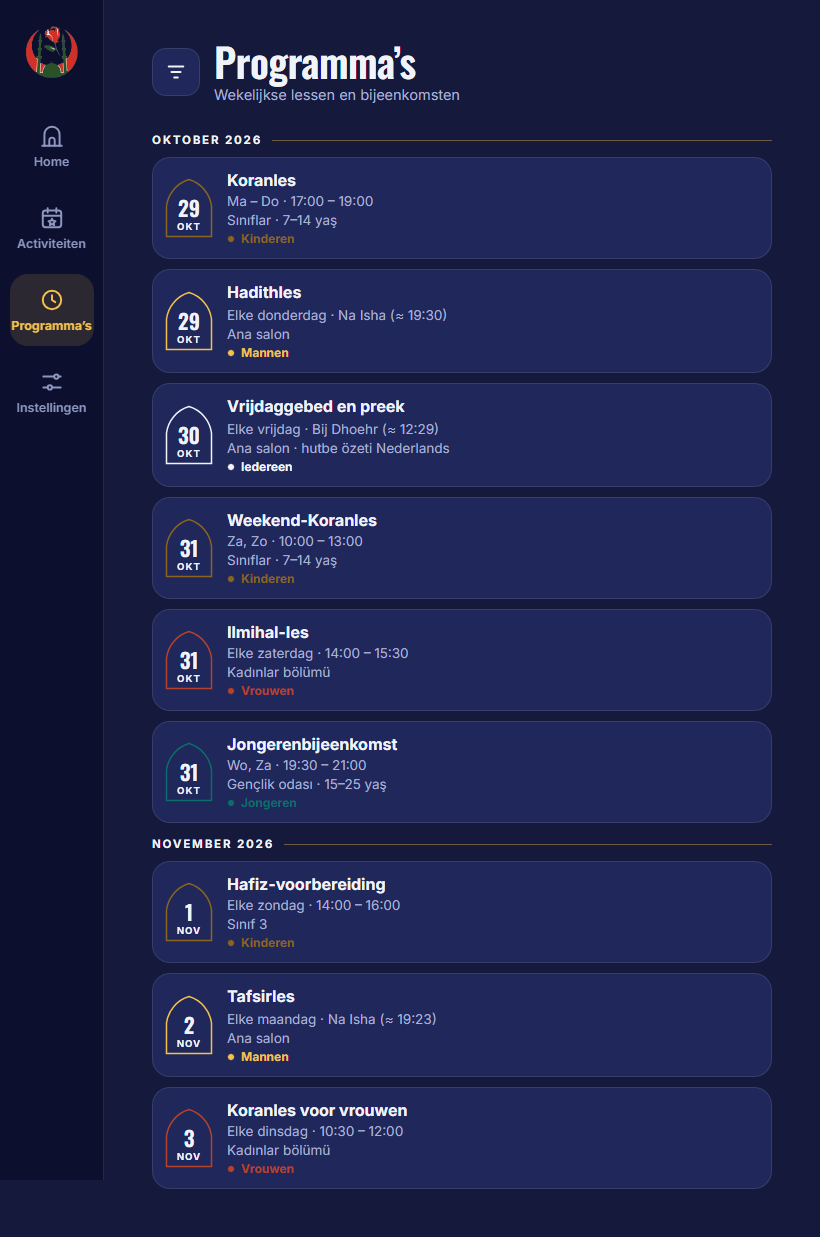 Home
Activiteiten
Programma's
Instellingen
Programma's
Wekelijkse lessen en bijeenkomsten
OKTOBER 2026
29
OKT
Koranles
Ma – Do · 17:00 – 19:00
Sınıflar · 7–14 yaş
Kinderen
29
OKT
Hadithles
Elke donderdag · Na Isha (≈ 19:30)
Ana salon
Mannen
30
OKT
Vrijdaggebed en preek
Elke vrijdag · Bij Dhoehr (≈ 12:29)
Ana salon · hutbe özeti Nederlands
Iedereen
31
OKT
Weekend-Koranles
Za, Zo · 10:00 – 13:00
Sınıflar · 7–14 yaş
Kinderen
31
OKT
Ilmihal-les
Elke zaterdag · 14:00 – 15:30
Kadınlar bölümü
Vrouwen
31
OKT
Jongerenbijeenkomst
Wo, Za · 19:30 – 21:00
Gençlik odası · 15–25 yaş
Jongeren
NOVEMBER 2026
1
NOV
Hafiz-voorbereiding
Elke zondag · 14:00 – 16:00
Sınıf 3
Kinderen
2
NOV
Tafsirles
Elke maandag · Na Isha (≈ 19:23)
Ana salon
Mannen
3
NOV
Koranles voor vrouwen
Elke dinsdag · 10:30 – 12:00
Kadınlar bölümü
Vrouwen